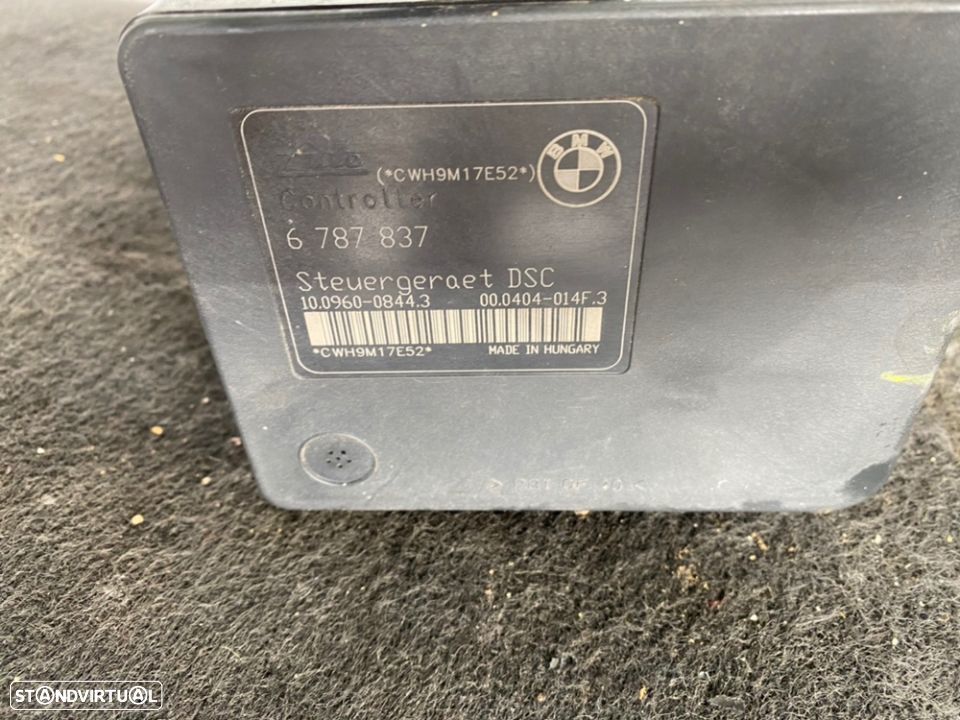 BMW
(*CWH9M17E52*)
Controller
6 787 837
Steuergeraet DSC
10.0960-0844.3 00.0404-014F.3
*CWH9M17E52* MADE IN HUNGARY
STANDVIRTUAL